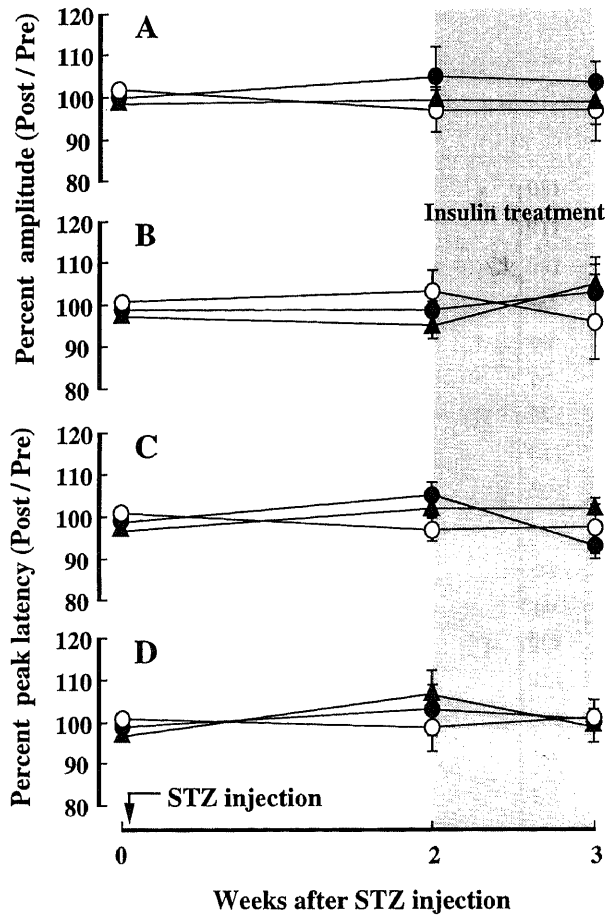 Percent amplitude (Post / Pre)
120
110
100
90
80
A
Insulin treatment
120
110
100
90
80
B
Percent peak latency (Post / Pre)
120
110
100
90
80
C
120
110
100
90
80
D
STZ injection
0
2
3
Weeks after STZ injection